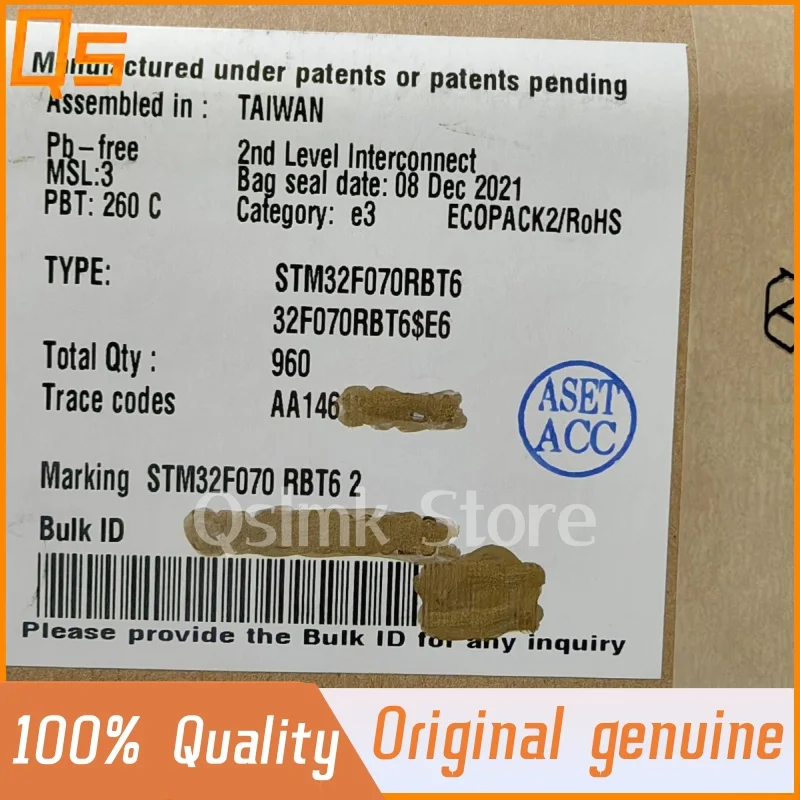 QS
Manufactured under patents or patents pending
Assembled in : TAIWAN
Pb-free 2nd Level Interconnect
MSL:3 Bag seal date: 08 Dec 2021
PBT: 260 C Category: e3 ECOPACK2/RoHS
TYPE: STM32F070RBT6
32F070RBT6$E6
Total Qty : 960
Trace codes AA146
ASET
ACC
Marking STM32F070 RBT6 2
Qslmk Store
Bulk ID
Please provide the Bulk ID for any inquiry
100% Quality Original genuine